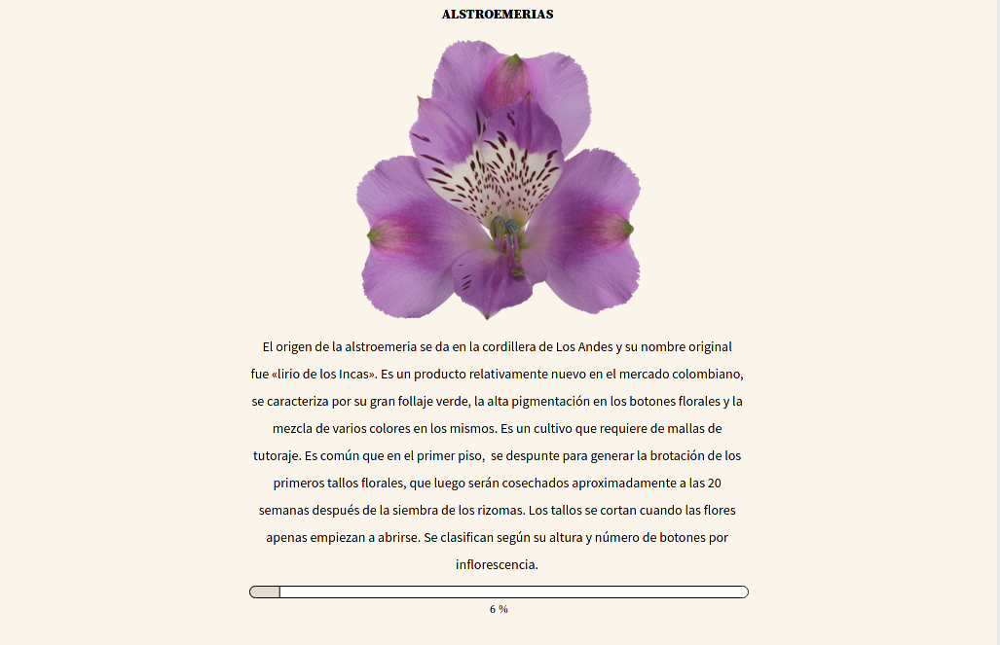 ALSTROEMERIAS
El origen de la alstroemeria se da en la cordillera de Los Andes y su nombre original
fue «lirio de los Incas». Es un producto relativamente nuevo en el mercado colombiano,
se caracteriza por su gran follaje verde, la alta pigmentación en los botones florales y la
mezcla de varios colores en los mismos. Es un cultivo que requiere de mallas de
tutoraje. Es común que en el primer piso,  se despunte para generar la brotación de los
primeros tallos florales, que luego serán cosechados aproximadamente a las 20
semanas después de la siembra de los rizomas. Los tallos se cortan cuando las flores
apenas empiezan a abrirse. Se clasifican según su altura y número de botones por
inflorescencia.
6 %